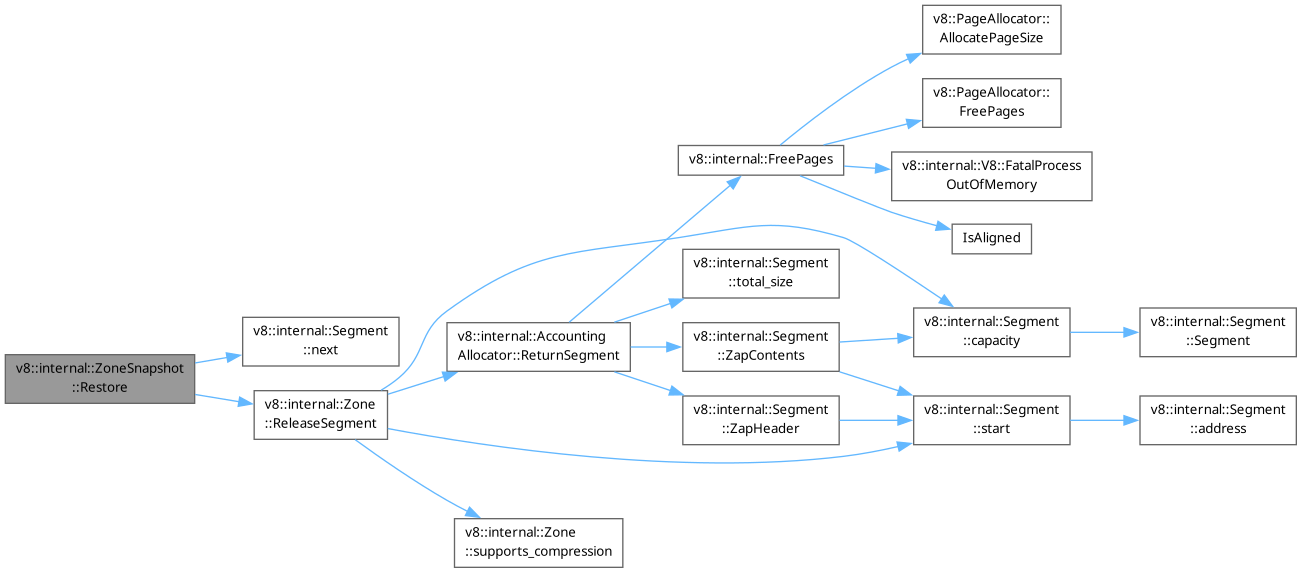 v8::internal::ZoneSnapshot
::Restore
v8::internal::Segment
::next
v8::internal::Zone
::ReleaseSegment
v8::internal::Accounting
Allocator::ReturnSegment
v8::internal::Zone
::supports_compression
v8::internal::FreePages
v8::internal::Segment
::total_size
v8::internal::Segment
::ZapContents
v8::internal::Segment
::ZapHeader
v8::PageAllocator::
AllocatePageSize
v8::PageAllocator::
FreePages
v8::internal::V8::FatalProcess
OutOfMemory
IsAligned
v8::internal::Segment
::capacity
v8::internal::Segment
::start
v8::internal::Segment
::Segment
v8::internal::Segment
::address